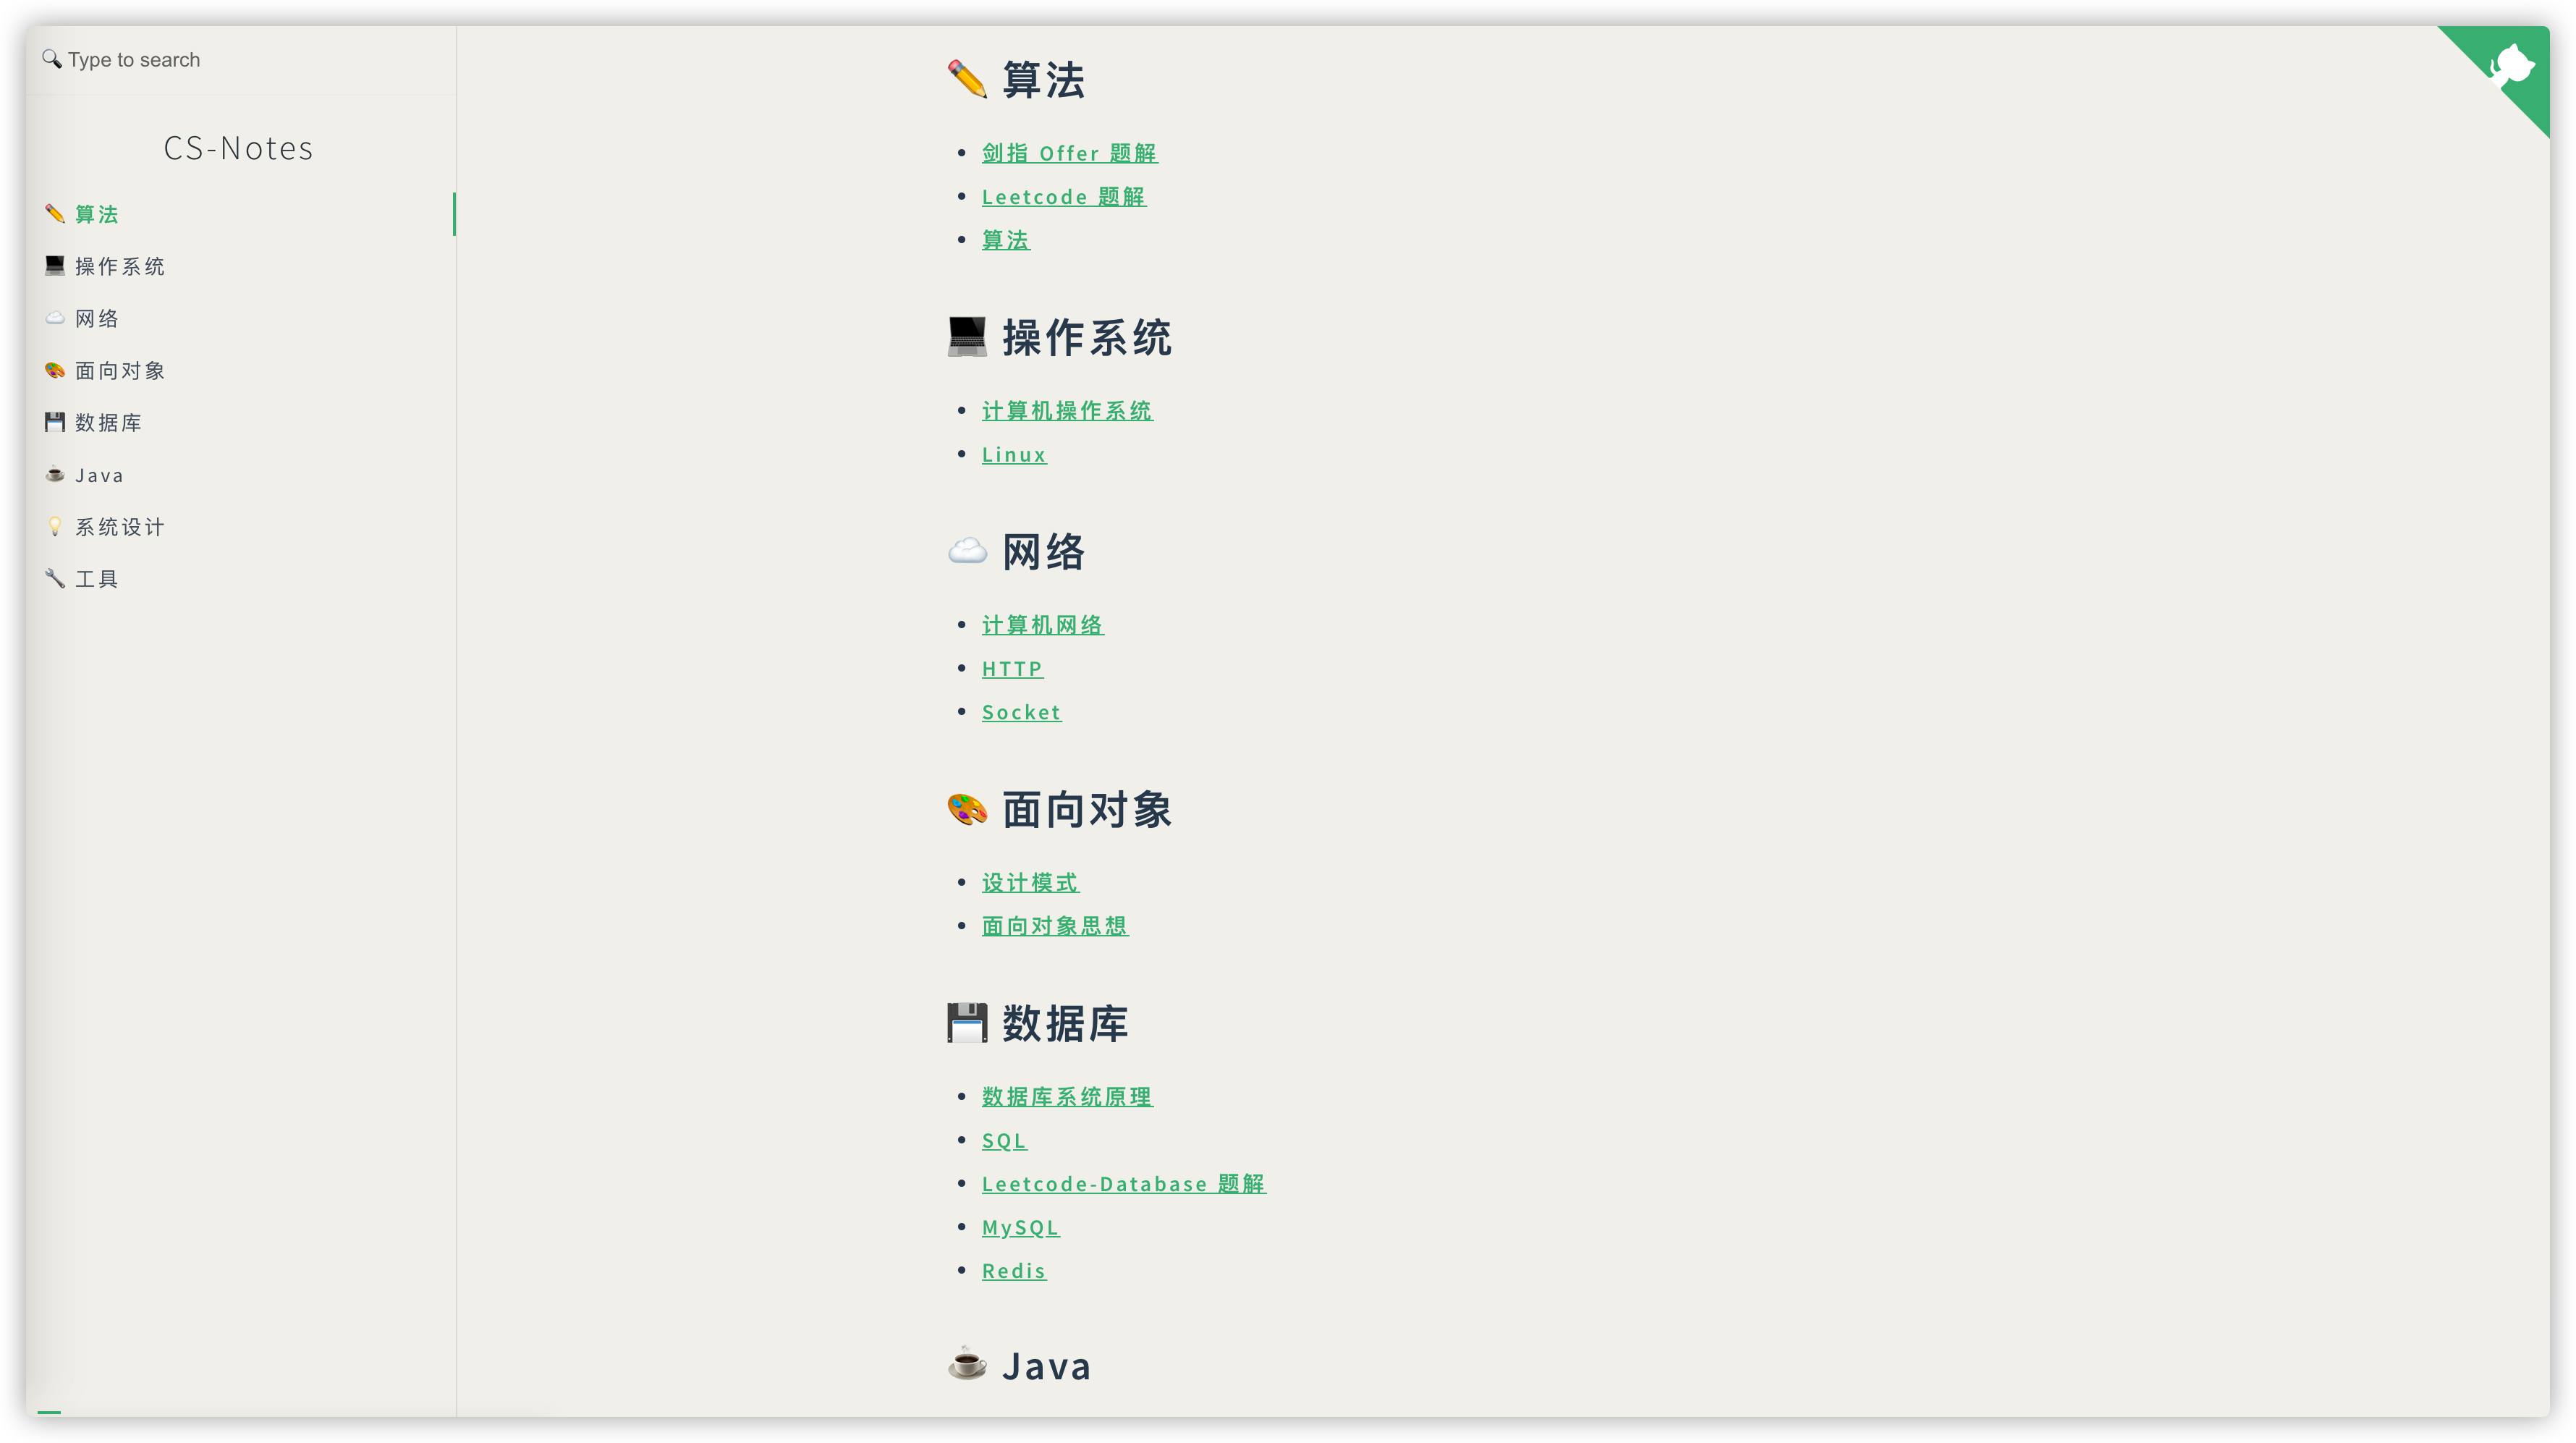 Type to search
CS-Notes
算法
操作系统
网络
面向对象
数据库
Java
系统设计
工具
算法
剑指 Offer 题解
Leetcode 题解
算法
操作系统
计算机操作系统
Linux
网络
计算机网络
HTTP
Socket
面向对象
设计模式
面向对象思想
数据库
数据库系统原理
SQL
Leetcode-Database 题解
MySQL
Redis
Java